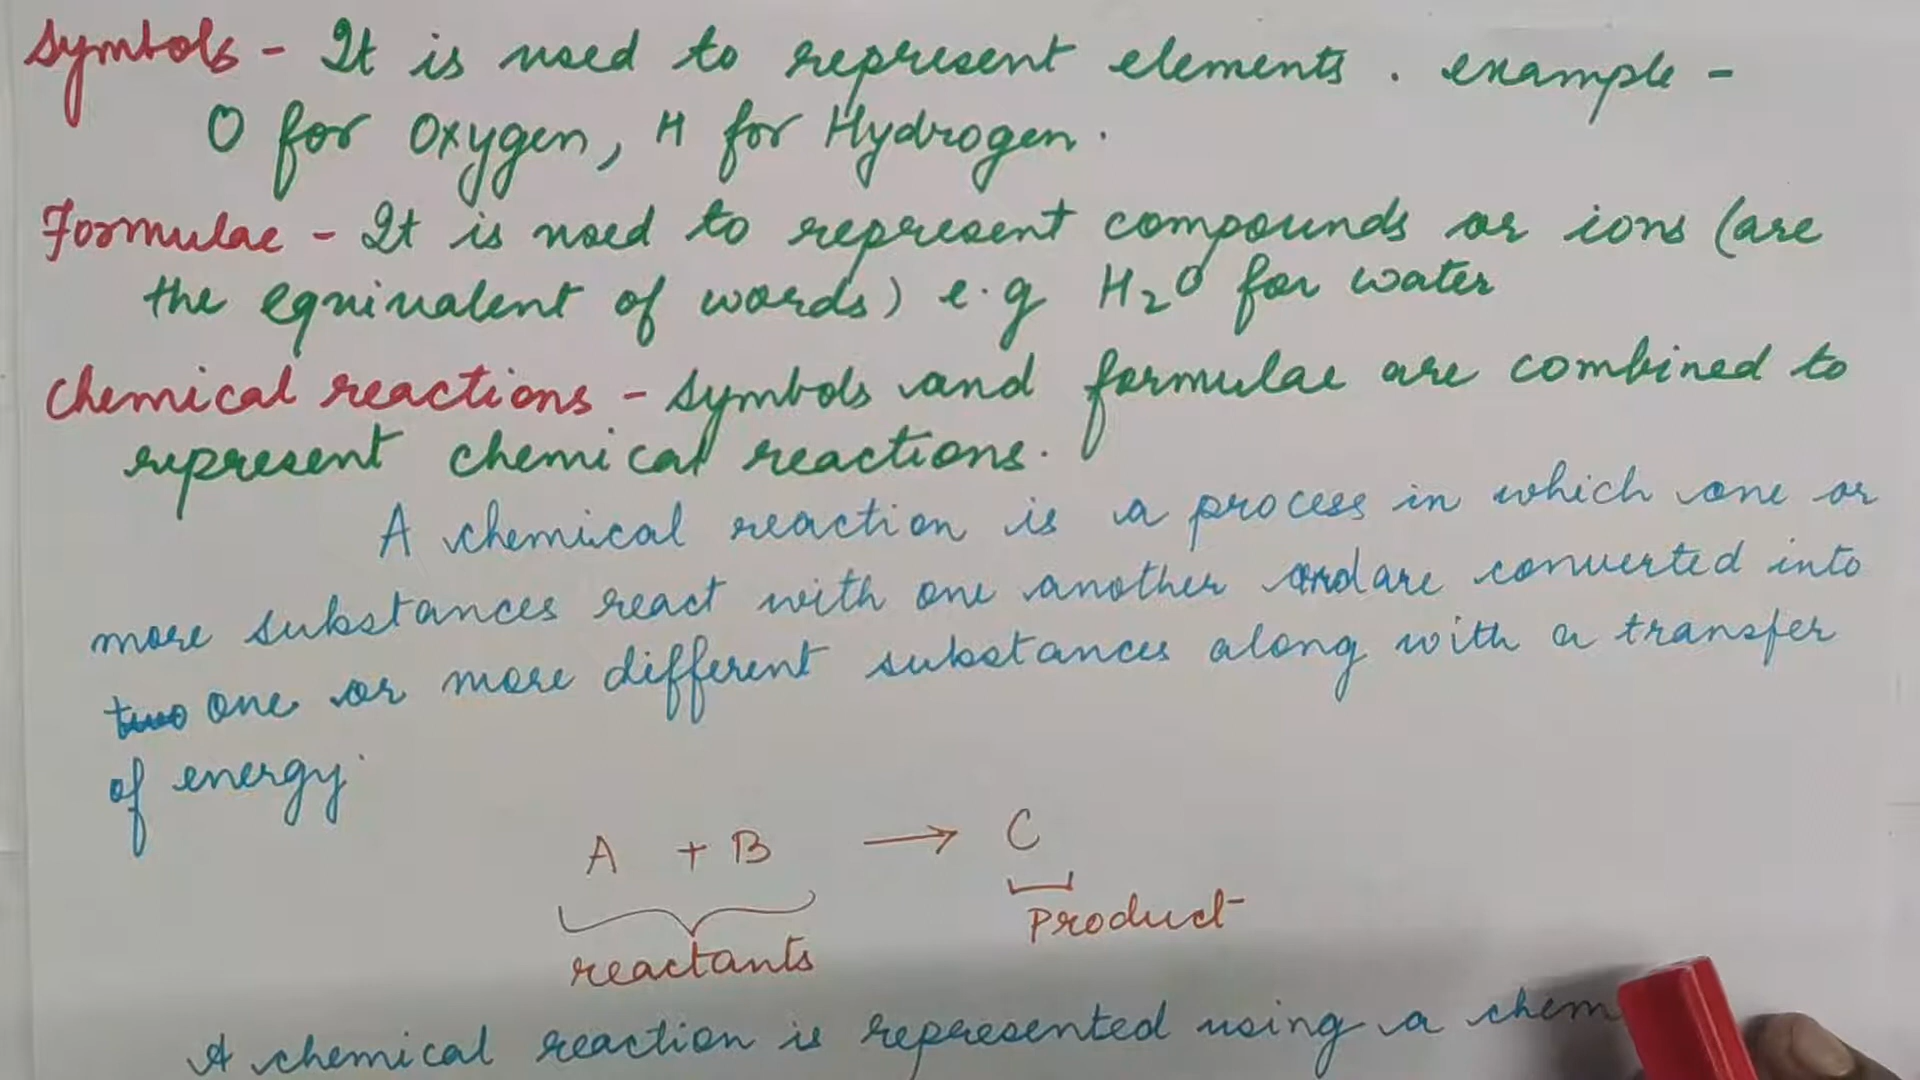 Symbols - It is used to represent elements. example -
O for Oxygen, H for Hydrogen.
Formulae - It is used to represent compounds or ions (are
the equivalent of words) e.g H₂O for water
Chemical reactions - symbols and formulae are combined to
represent chemical reactions.
A chemical reaction is a process in which one or
more substances react with one another and are converted into
two one or more different substances along with a transfer
of energy.
A + B → C
reactants Product
A chemical reaction is represented using a chem